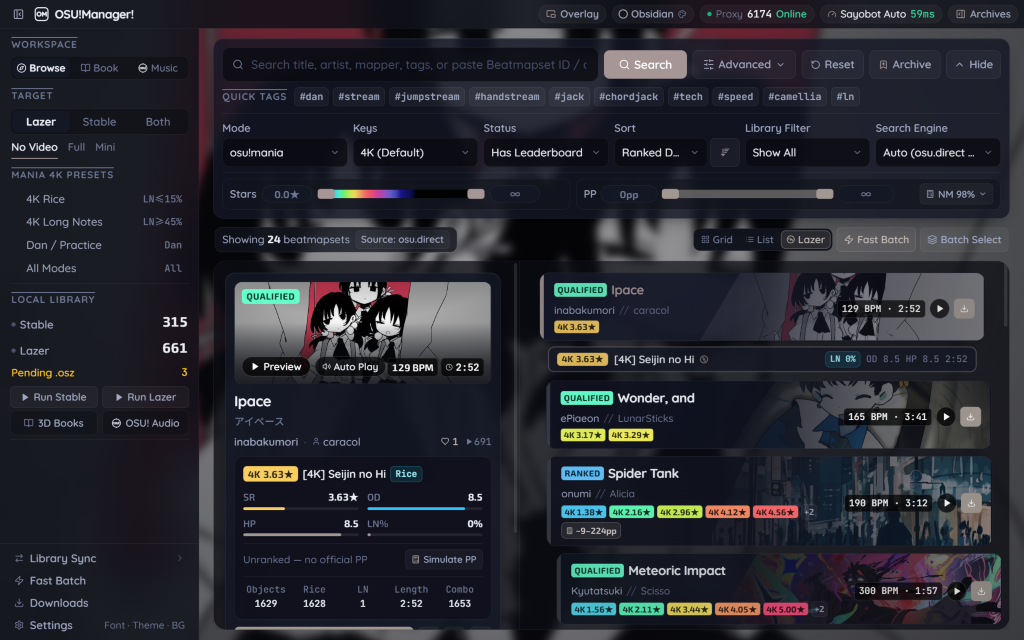 OSU!Manager!
Overlay
Obsidian
Proxy 6174 Online
Sayobot Auto 59ms
Archives
WORKSPACE
Browse
Book
Music
TARGET
Lazer
Stable
Both
No Video
Full
Mini
MANIA 4K PRESETS
4K Rice LN≤15%
4K Long Notes LN≥45%
Dan / Practice Dan
All Modes All
LOCAL LIBRARY
Stable 315
Lazer 661
Pending .osz 3
Run Stable
Run Lazer
3D Books
OSU! Audio
Library Sync
Fast Batch
Downloads
Settings Font · Theme · BG
Search title, artist, mapper, tags, or paste Beatmapset ID /
Search
Advanced
Reset
Archive
Hide
QUICK TAGS #dan #stream #jumpstream #handstream #jack #chordjack #tech #speed #camellia #ln
Mode Keys Status Sort Library Filter Search Engine
osu!mania 4K (Default) Has Leaderboard Ranked D... Show All Auto (osu.direct ...
Stars 0.0★ ∞ PP 0pp ∞ NM 98%
Showing 24 beatmapsets Source: osu.direct
Grid List Lazer Fast Batch Batch Select
QUALIFIED
Preview
Auto Play
129 BPM
2:52
Ipace
アイペース
inabakumori · caracol 1 691
4K 3.63★ [4K] Seijin no Hi Rice
SR 3.63★ OD 8.5
HP 8.5 LN% 0%
Unranked — no official PP Simulate PP
Objects Rice LN Length Combo
1629 1628 1 2:52 1653
QUALIFIED Ipace
inabakumori // caracol
4K 3.63★
129 BPM · 2:52
4K 3.63★ [4K] Seijin no Hi LN 0% OD 8.5 HP 8.5 2:52
QUALIFIED Wonder, and
ePiaeon // LunarSticks
4K 3.17★ 4K 3.29★
165 BPM · 3:41
RANKED Spider Tank
onumi // Alicia
4K 1.38★ 4K 2.16★ 4K 2.96★ 4K 4.12★ 4K 4.56★ +2
~9–224pp
190 BPM · 3:12
QUALIFIED Meteoric Impact
Kyutatsuki // Scisso
4K 1.56★ 4K 2.11★ 4K 3.44★ 4K 4.05★ 4K 5.00★ +2
300 BPM · 1:57